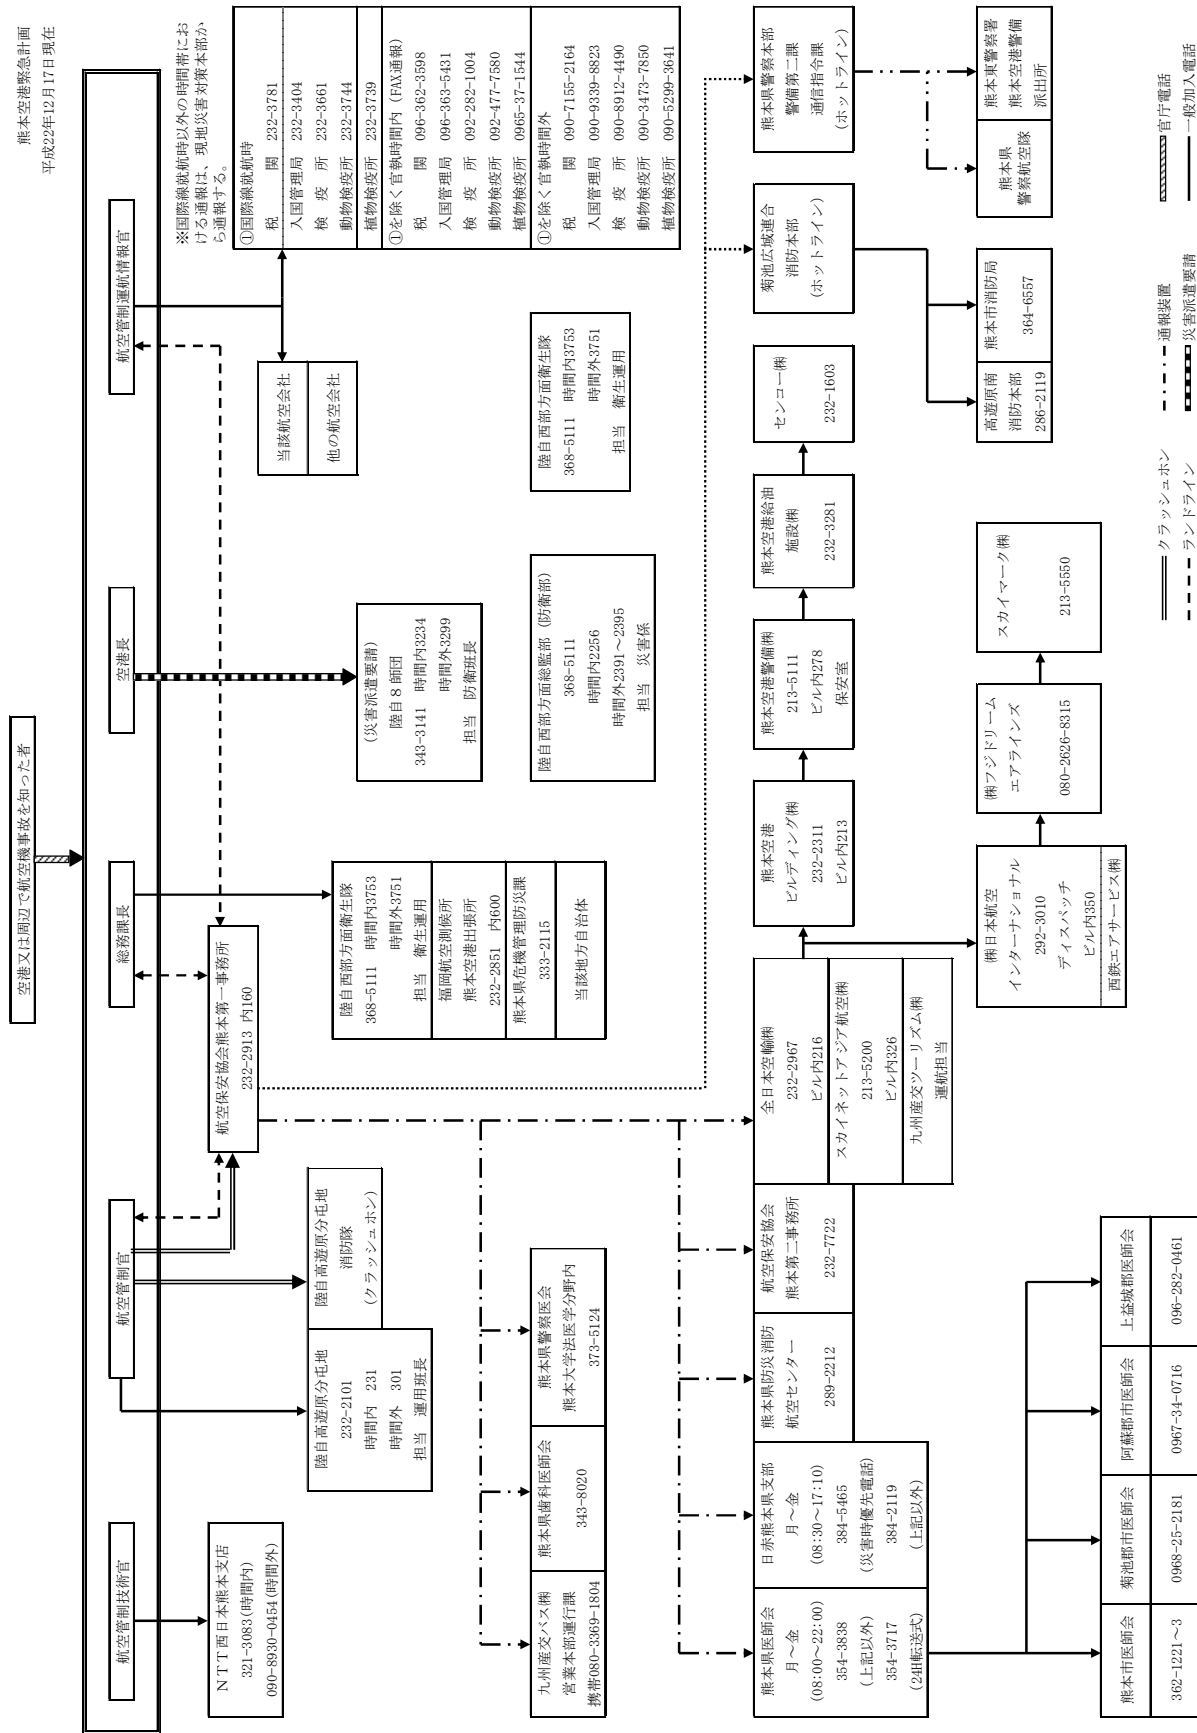 熊本空港緊急計画
平成22年12月17日現在
空港又は周辺で航空機事故を知った者
航空管制技術官
航空管制官
総務課長
空港長
航空管制運航情報官
※国際線就航時以外の時間帯にお
ける通報は、現地災害対策本部か
ら通報する。
ＮＴＴ西日本熊本支店
321-3083(時間内)
090-8930-0454(時間外)
航空保安協会熊本第一事務所
232-2913 内160
①国際線就航時
税関 232-3781
入国管理局 232-3404
検疫所 232-3661
動物検疫所 232-3744
植物検疫所 232-3739
①を除く官執時間内（FAX通報）
税関 096-362-3598
入国管理局 096-363-5431
検疫所 092-282-1004
動物検疫所 092-477-7580
植物検疫所 0965-37-1544
①を除く官執時間外
税関 090-7155-2164
入国管理局 090-9339-8823
検疫所 090-8912-4490
動物検疫所 090-3473-7850
植物検疫所 090-5299-3641
当該航空会社
他の航空会社
陸自高遊原分屯地
232-2101
時間内 231
時間外 301
担当 運用班長
陸自高遊原分屯地
消防隊
(クラッシュホン)
陸自西部方面衛生隊
368-5111 時間内3753
時間外3751
担当 衛生運用
福岡航空測候所
熊本空港出張所
232-2851 内600
熊本県危機管理防災課
333-2115
当該地方自治体
(災害派遣要請)
陸自８師団
343-3141 時間内3234
時間外3299
担当 防衛班長
陸自西部方面総監部（防衛部）
368-5111
時間内2256
時間外2391～2395
担当 災害係
陸自西部方面衛生隊
368-5111 時間内3753
時間外3751
担当 衛生運用
九州産交バス㈱
営業本部運行課
携帯080-3369-1804
熊本県歯科医師会
343-8020
熊本県警察医会
熊本大学法医学分野内
373-5124
熊本県医師会
月～金
(08:00～22:00)
354-3838
(上記以外)
354-3717
(24H転送式)
日赤熊本県支部
月～金
(08:30～17:10)
384-5465
(災害時優先電話)
384-2119
(上記以外)
熊本県防災消防
航空センター
289-2212
航空保安協会
熊本第二事務所
232-7722
全日本空輸㈱
232-2967
ビル内216
スカイネットアジア航空㈱
213-5200
ビル内326
九州産交ツーリズム㈱
運航担当
熊本空港
ビルディング㈱
232-2311
ビル内213
熊本空港警備㈱
213-5111
ビル内278
保安室
熊本空港給油
施設㈱
232-3281
センコー㈱
232-1603
菊池広域連合
消防本部
(ホットライン)
熊本県警察本部
警備第二課
通信指令課
(ホットライン)
㈱日本航空
インターナショナル
292-3010
ディスパッチ
ビル内350
西鉄エアサービス㈱
㈱フジドリーム
エアラインズ
080-2626-8315
スカイマーク㈱
213-5550
高遊原南
消防本部
286-2119
熊本市消防局
364-6557
熊本県
警察航空隊
熊本東警察署
熊本空港警備
派出所
熊本市医師会
362-1221～3
菊池郡市医師会
0968-25-2181
阿蘇郡市医師会
0967-34-0716
上益城郡医師会
096-282-0461
クラッシュホン
通報装置
官庁電話
ランドライン
災害派遣要請
一般加入電話